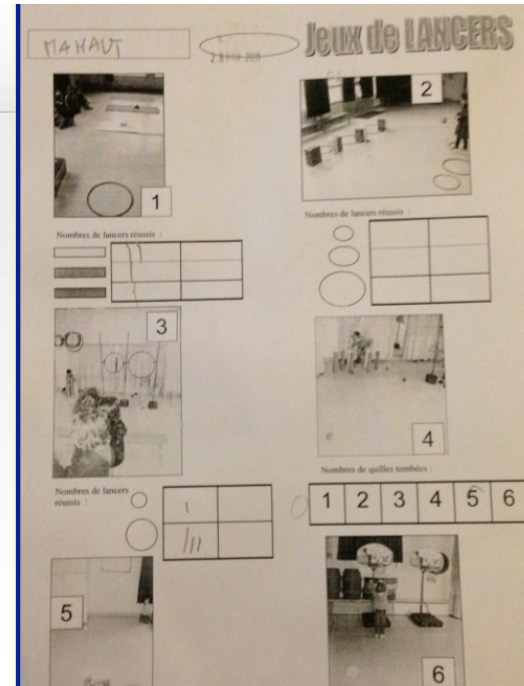 MAHAUT
Jeux de LANCERS
1
2
Nombres de lancers réussis :
Nombres de lancers réussis :
3
4
Nombres de lancers
réussis :
Nombres de quilles tombées :
1 2 3 4 5 6
5
6